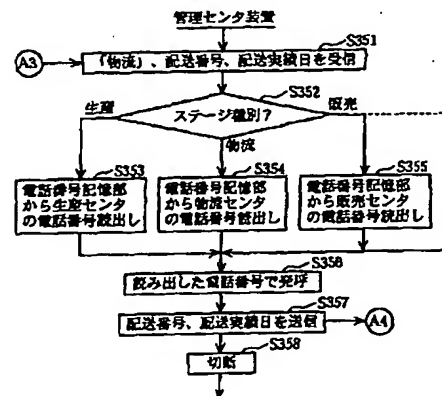 管理センタ装置
S351
A3
「物流」、配送番号、配送実績日を受信
S352
生産
ステージ種別?
販売
物流
S353
S354
S355
電話番号記憶部
から生産センタ
の電話番号読出し
電話番号記憶部
から物流センタ
の電話番号読出し
電話番号記憶部
から販売センタ
の電話番号読出し
S356
読み出した電話番号で発呼
S357
配送番号、配送実績日を送信
A4
S358
切断